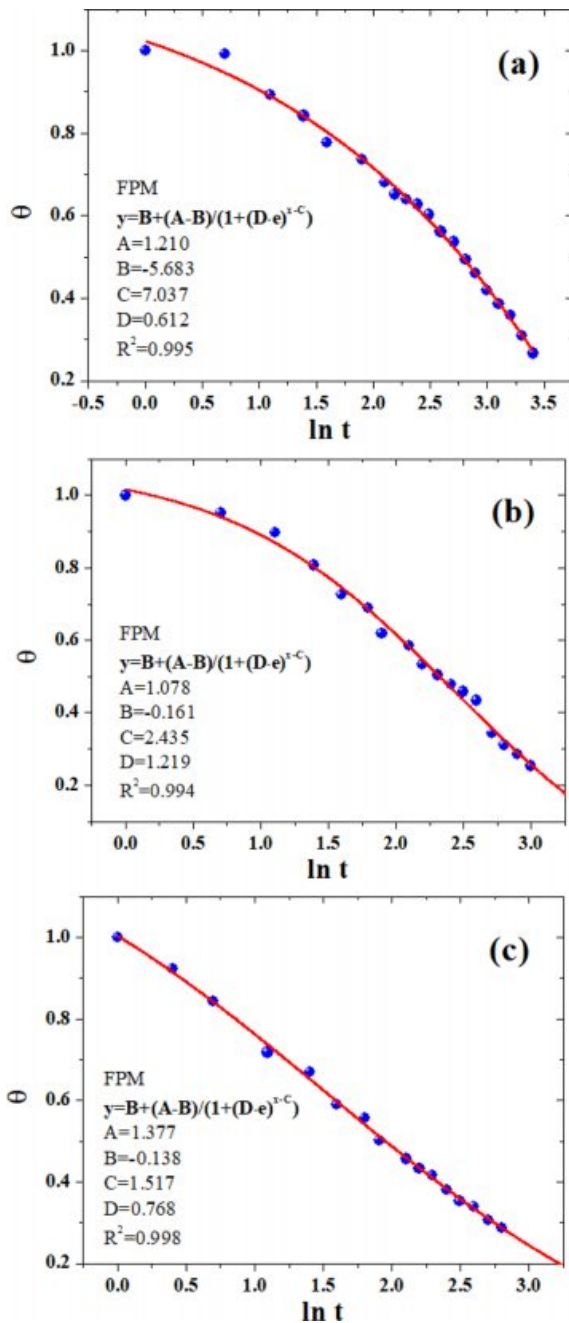 (a)
1.0
0.8
θ
0.6
0.4
0.2
FPM
y=B+(A-B)/(1+(D·e)^x-C)
A=1.210
B=-5.683
C=7.037
D=0.612
R²=0.995
-0.5 0.0 0.5 1.0 1.5 2.0 2.5 3.0 3.5
ln t
(b)
1.0
0.8
θ
0.6
0.4
0.2
FPM
y=B+(A-B)/(1+(D·e)^x-C)
A=1.078
B=-0.161
C=2.435
D=1.219
R²=0.994
0.0 0.5 1.0 1.5 2.0 2.5 3.0
ln t
(c)
1.0
0.8
θ
0.6
0.4
0.2
FPM
y=B+(A-B)/(1+(D·e)^x-C)
A=1.377
B=-0.138
C=1.517
D=0.768
R²=0.998
0.0 0.5 1.0 1.5 2.0 2.5 3.0
ln t